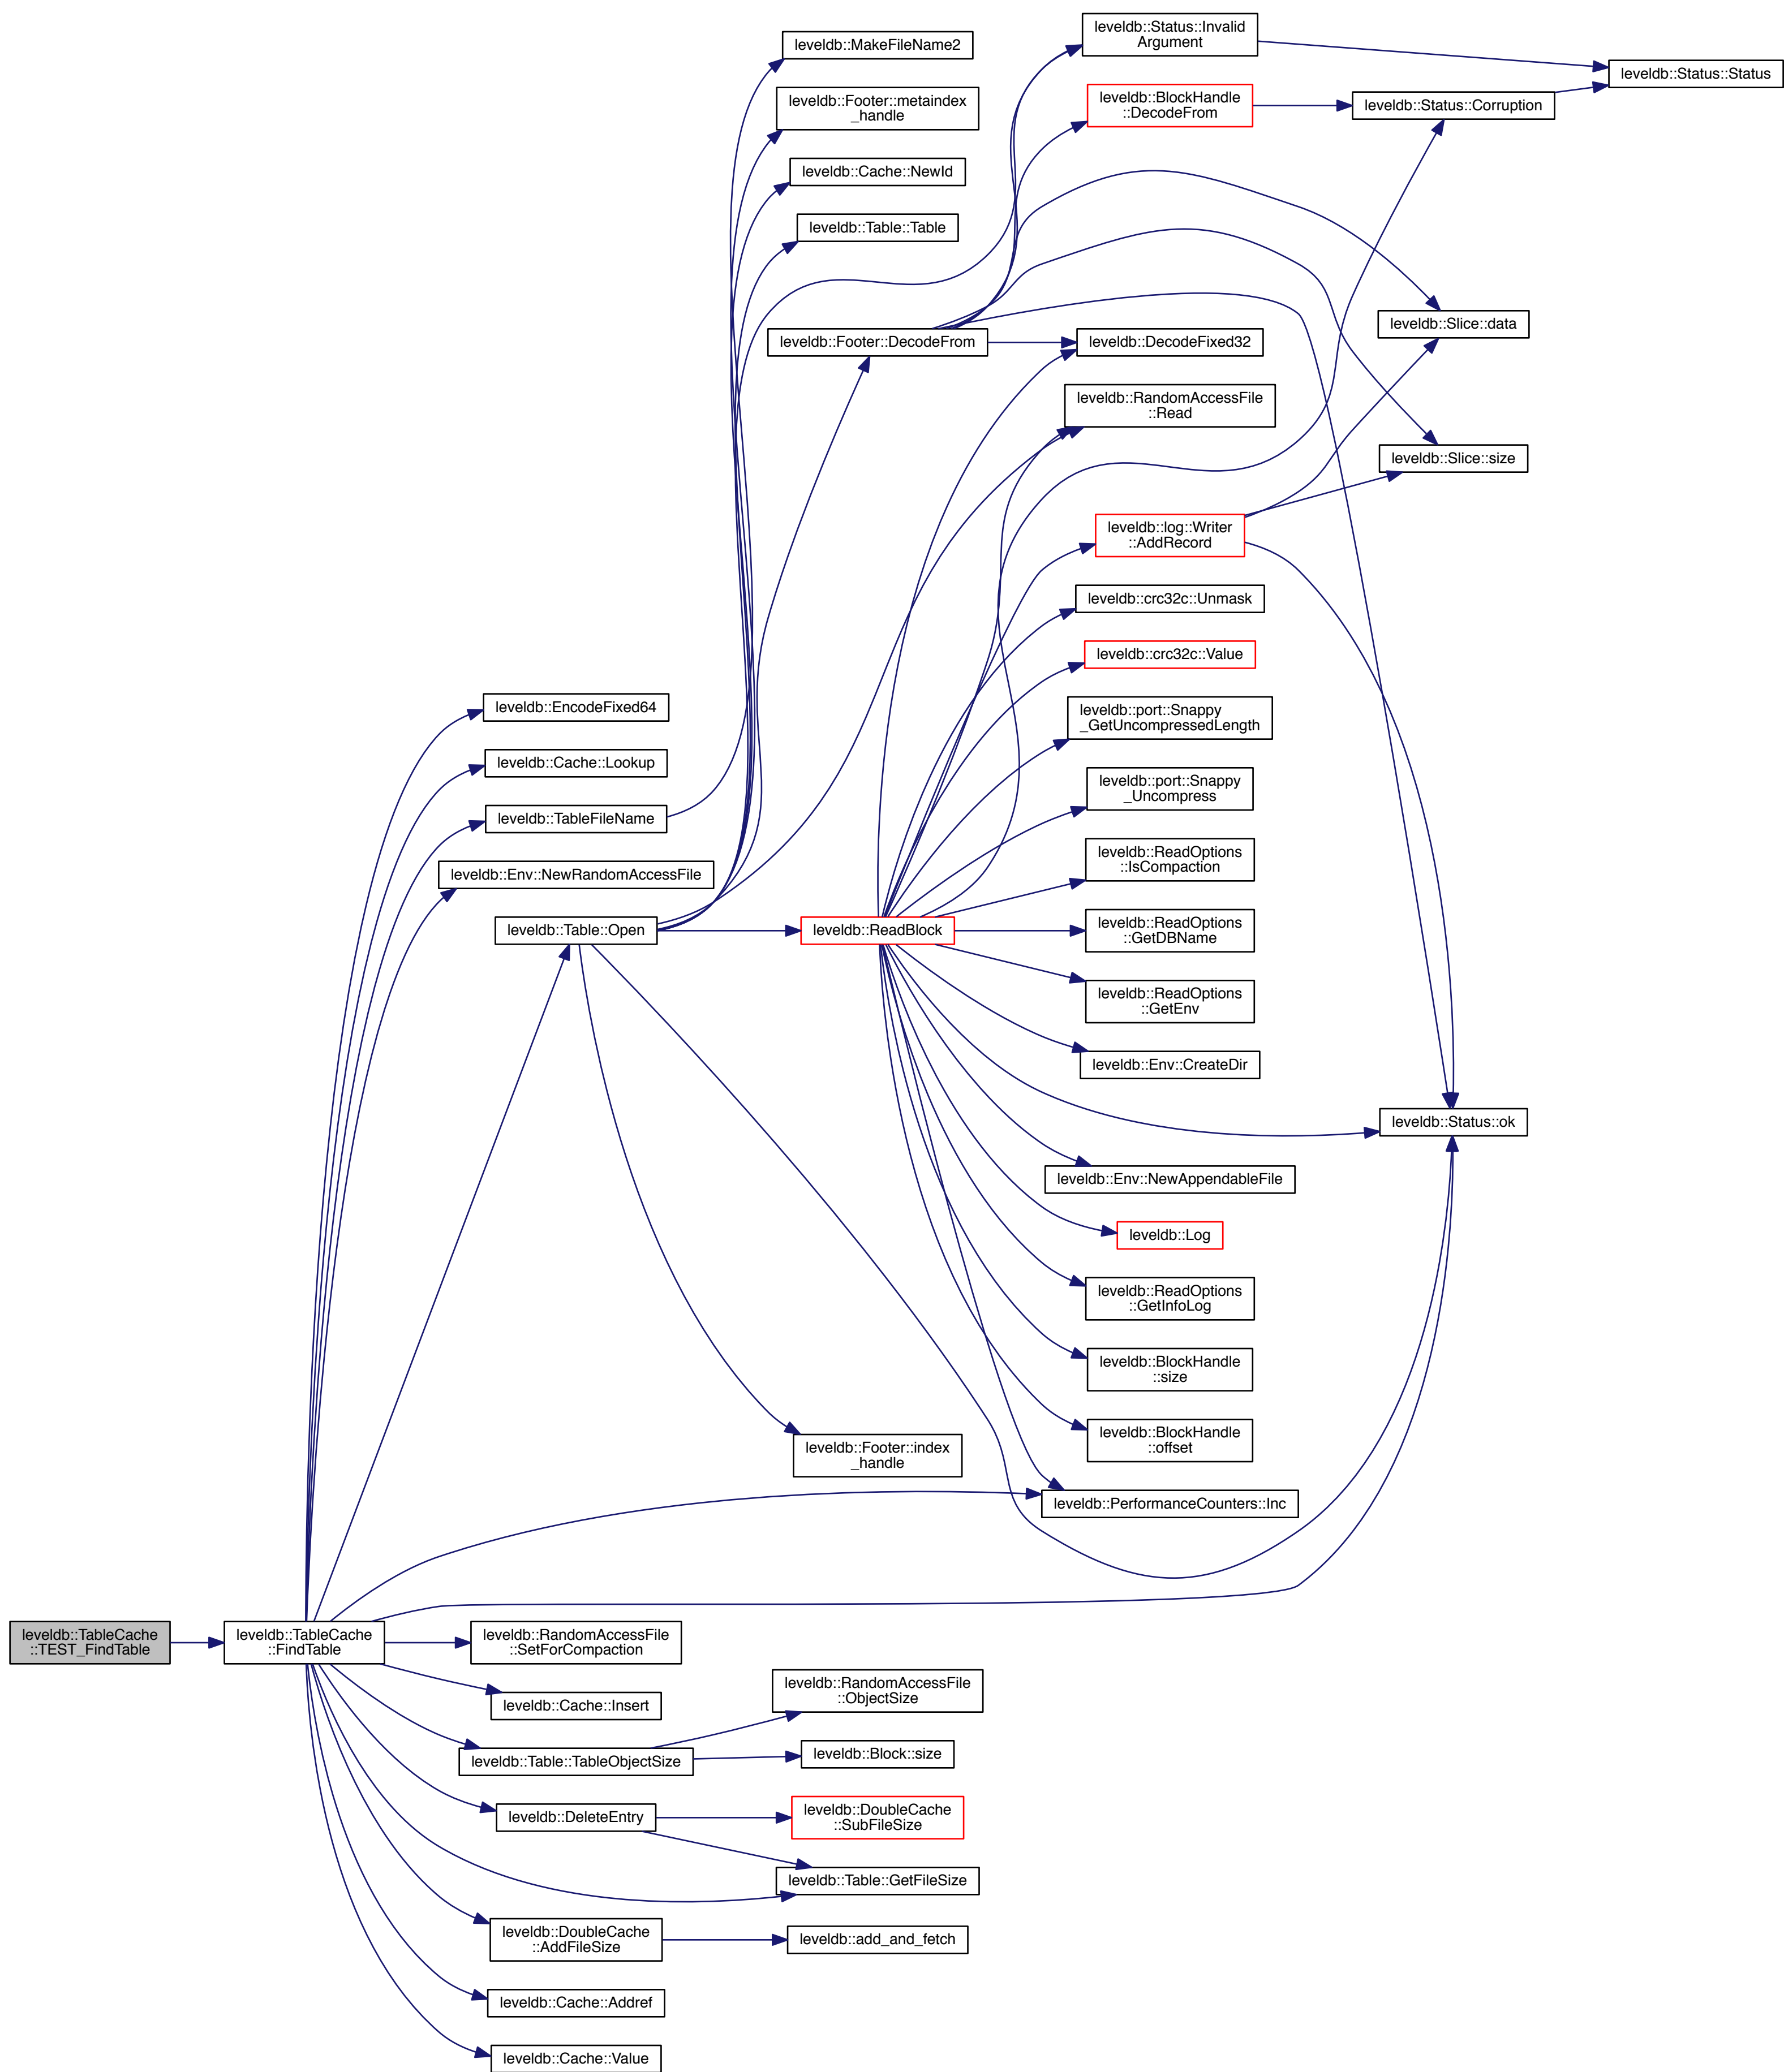 leveldb::TableCache
::TEST_FindTable
leveldb::TableCache
::FindTable
leveldb::EncodeFixed64
leveldb::Cache::Lookup
leveldb::TableFileName
leveldb::Env::NewRandomAccessFile
leveldb::Table::Open
leveldb::RandomAccessFile
::SetForCompaction
leveldb::Cache::Insert
leveldb::Table::TableObjectSize
leveldb::DeleteEntry
leveldb::DoubleCache
::AddFileSize
leveldb::Cache::Addref
leveldb::Cache::Value
leveldb::MakeFileName2
leveldb::Footer::metaindex
_handle
leveldb::Cache::NewId
leveldb::Table::Table
leveldb::Footer::DecodeFrom
leveldb::ReadBlock
leveldb::Footer::index
_handle
leveldb::RandomAccessFile
::ObjectSize
leveldb::Block::size
leveldb::DoubleCache
::SubFileSize
leveldb::Table::GetFileSize
leveldb::add_and_fetch
leveldb::Status::Invalid
Argument
leveldb::BlockHandle
::DecodeFrom
leveldb::DecodeFixed32
leveldb::RandomAccessFile
::Read
leveldb::log::Writer
::AddRecord
leveldb::crc32c::Unmask
leveldb::crc32c::Value
leveldb::port::Snappy
_GetUncompressedLength
leveldb::port::Snappy
_Uncompress
leveldb::ReadOptions
::IsCompaction
leveldb::ReadOptions
::GetDBName
leveldb::ReadOptions
::GetEnv
leveldb::Env::CreateDir
leveldb::Env::NewAppendableFile
leveldb::Log
leveldb::ReadOptions
::GetInfoLog
leveldb::BlockHandle
::size
leveldb::BlockHandle
::offset
leveldb::PerformanceCounters::Inc
leveldb::Status::Corruption
leveldb::Slice::data
leveldb::Slice::size
leveldb::Status::ok
leveldb::Status::Status